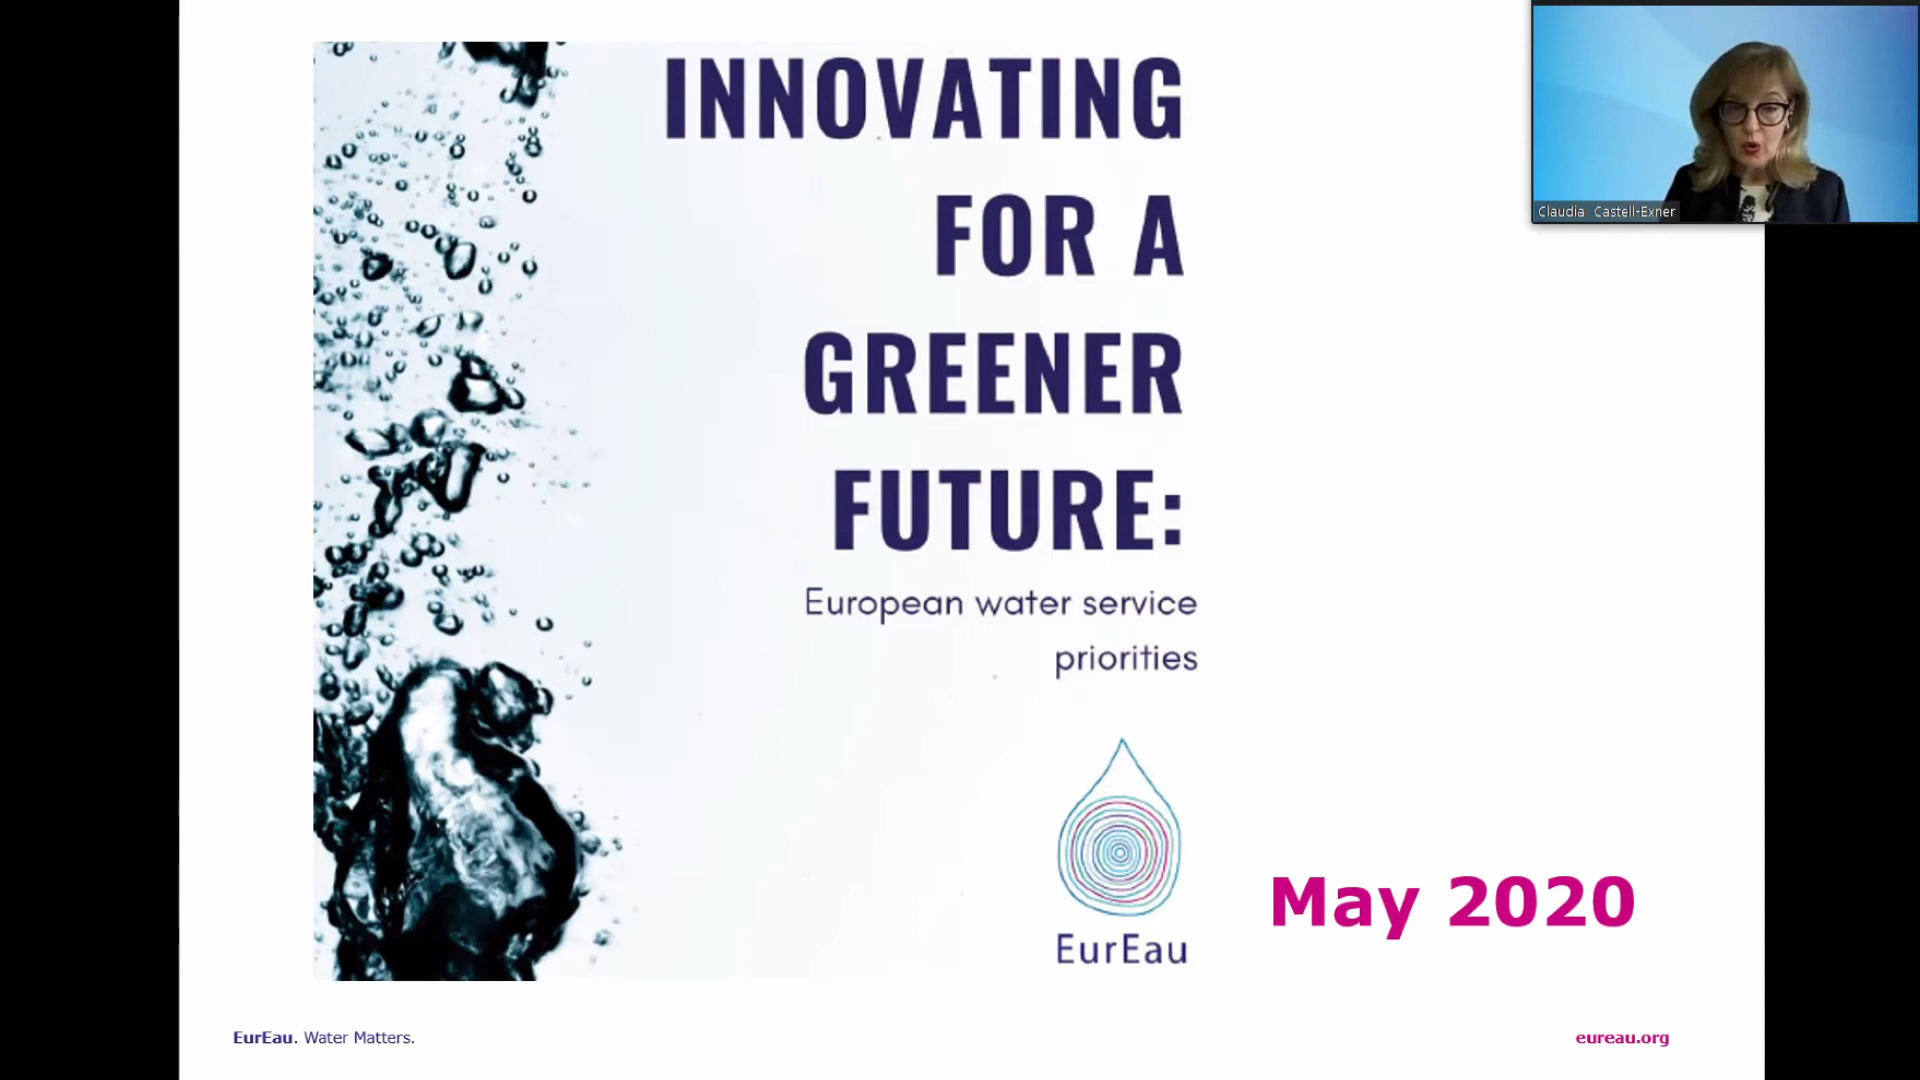 INNOVATING
FOR A
GREENER
FUTURE:
European water service
priorities
EurEau
May 2020
EurEau. Water Matters.
eureau.org
Claudia Castell-Exner